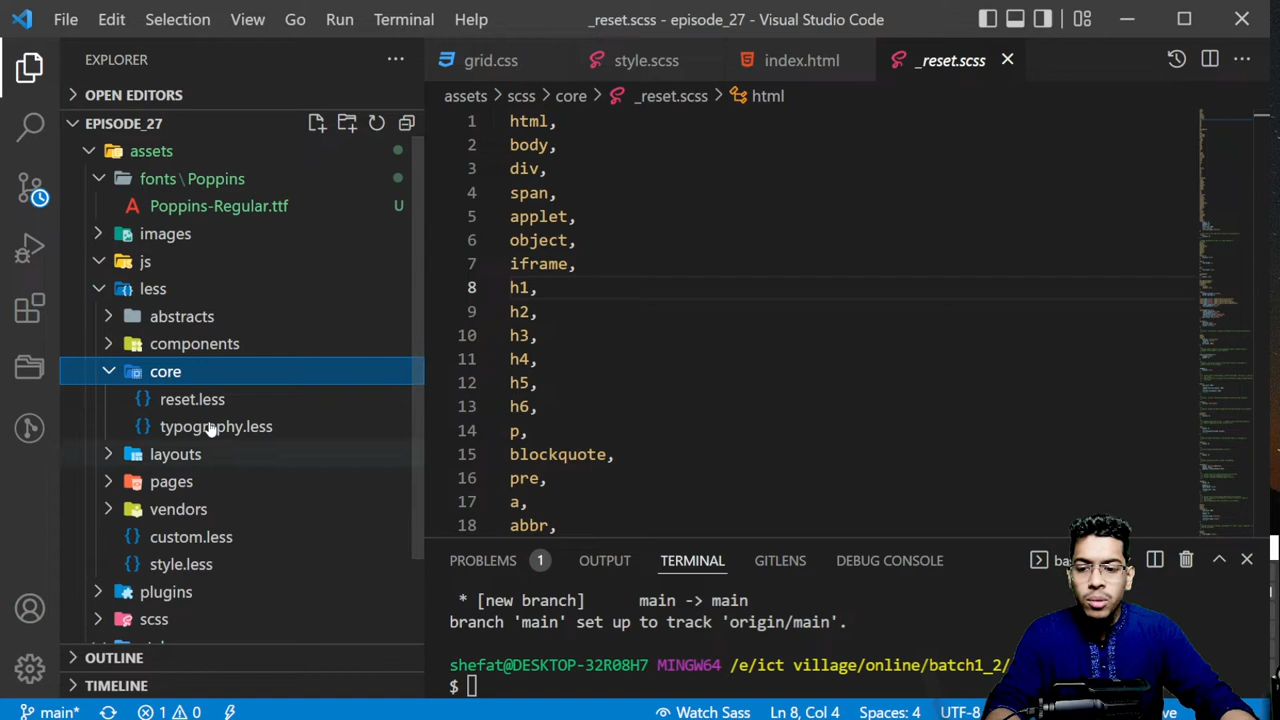 File Edit Selection View Go Run Terminal Help _reset.scss - episode_27 - Visual Studio Code
EXPLORER
OPEN EDITORS
EPISODE_27
assets
fonts\Poppins
Poppins-Regular.ttf U
images
js
less
abstracts
components
core
reset.less
typography.less
layouts
pages
vendors
custom.less
style.less
plugins
scss
OUTLINE
TIMELINE
grid.css style.scss index.html _reset.scss
assets > scss > core > _reset.scss > html
1 html,
2 body,
3 div,
4 span,
5 applet,
6 object,
7 iframe,
8 h1,
9 h2,
10 h3,
11 h4,
12 h5,
13 h6,
14 p,
15 blockquote,
16 pre,
17 a,
18 abbr,
PROBLEMS 1 OUTPUT TERMINAL GITLENS DEBUG CONSOLE
* [new branch] main -> main
branch 'main' set up to track 'origin/main'.
shefat@DESKTOP-32R08H7 MINGW64 /e/ict village/online/batch1_2/
$
main* 1 0 Watch Sass Ln 8, Col 4 Spaces: 4 UTF-8